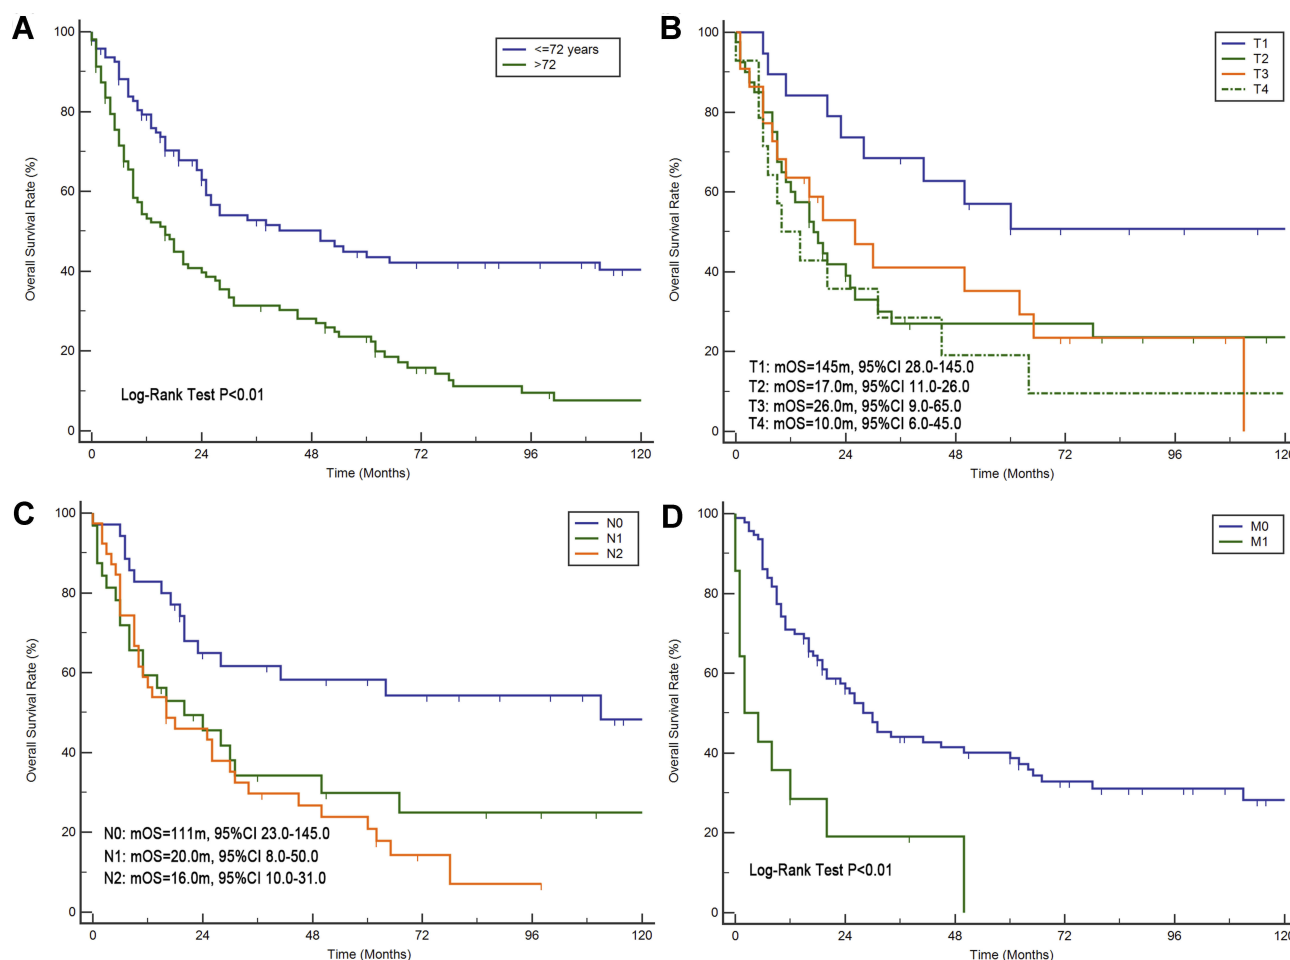 A
100
80
60
40
20
0
Overall Survival Rate (%)
<=72 years
>72
Log-Rank Test P<0.01
0 24 48 72 96 120
Time (Months)
B
100
80
60
40
20
0
Overall Survival Rate (%)
T1
T2
T3
T4
T1: mOS=145m, 95%CI 28.0-145.0
T2: mOS=17.0m, 95%CI 11.0-26.0
T3: mOS=26.0m, 95%CI 9.0-65.0
T4: mOS=10.0m, 95%CI 6.0-45.0
0 24 48 72 96 120
Time (Months)
C
100
80
60
40
20
0
Overall Survival Rate (%)
N0
N1
N2
N0: mOS=111m, 95%CI 23.0-145.0
N1: mOS=20.0m, 95%CI 8.0-50.0
N2: mOS=16.0m, 95%CI 10.0-31.0
0 24 48 72 96 120
Time (Months)
D
100
80
60
40
20
0
Overall Survival Rate (%)
M0
M1
Log-Rank Test P<0.01
0 24 48 72 96 120
Time (Months)